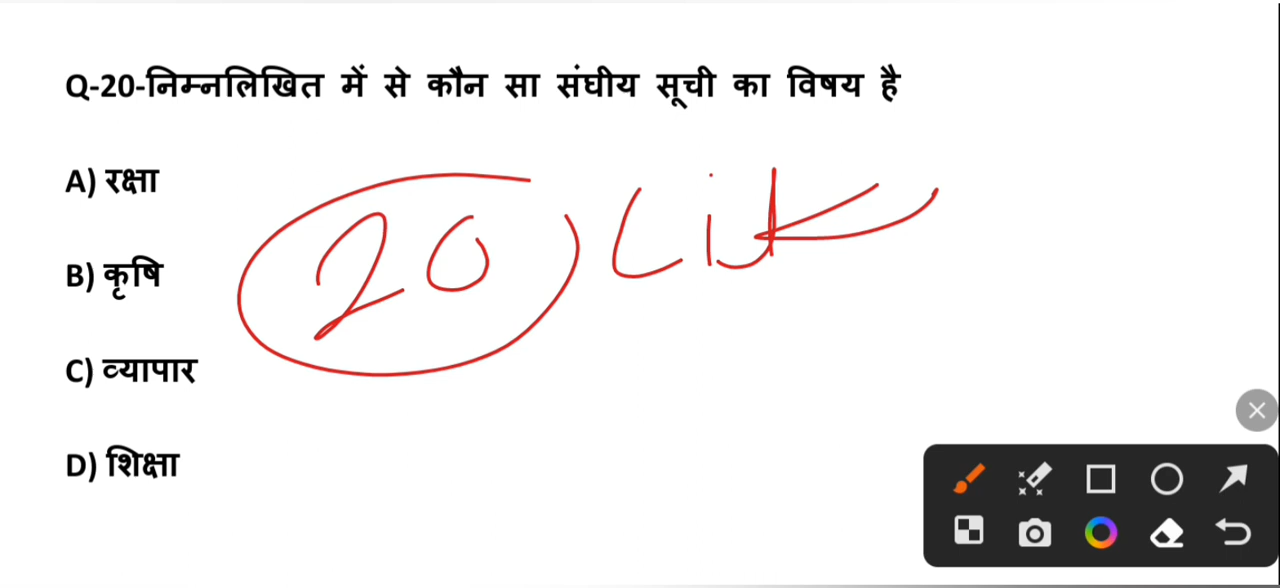 Q-20-निम्नलिखित में से कौन सा संघीय सूची का विषय है
A) रक्षा
20 Lik
B) कृषि
C) व्यापार
D) शिक्षा